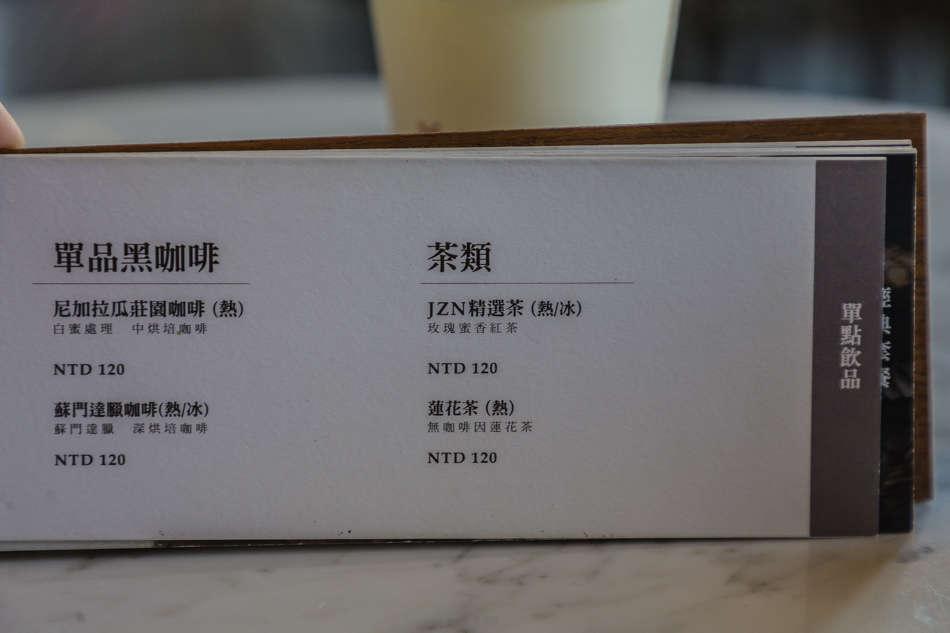 單品黑咖啡
尼加拉瓜莊園咖啡 (熱)
白蜜處理 中烘培咖啡
NTD 120
蘇門達臘咖啡(熱/冰)
蘇門達臘 深烘培咖啡
NTD 120
茶類
JZN精選茶 (熱/冰)
玫瑰蜜香紅茶
NTD 120
蓮花茶 (熱)
無咖啡因蓮花茶
NTD 120
單點飲品
經典套餐